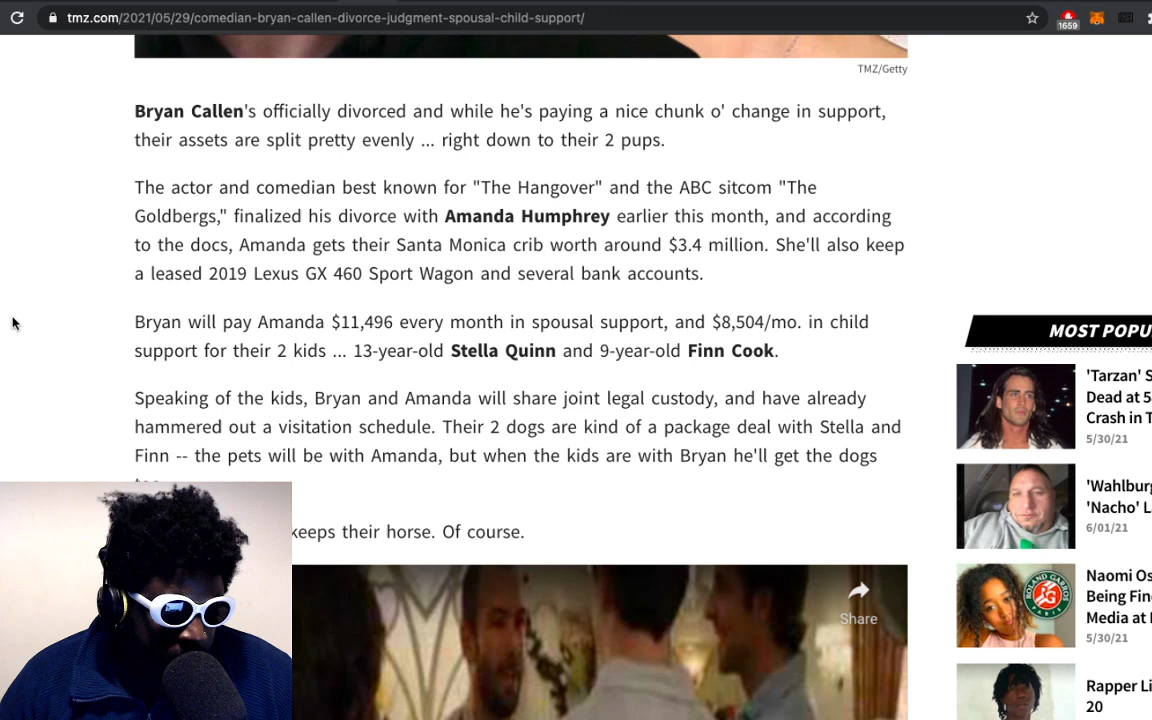 tmz.com/2021/05/29/comedian-bryan-callen-divorce-judgment-spousal-child-support/
1659
TMZ/Getty
Bryan Callen's officially divorced and while he's paying a nice chunk o' change in support,
their assets are split pretty evenly ... right down to their 2 pups.
The actor and comedian best known for "The Hangover" and the ABC sitcom "The
Goldbergs," finalized his divorce with Amanda Humphrey earlier this month, and according
to the docs, Amanda gets their Santa Monica crib worth around $3.4 million. She'll also keep
a leased 2019 Lexus GX 460 Sport Wagon and several bank accounts.
Bryan will pay Amanda $11,496 every month in spousal support, and $8,504/mo. in child
support for their 2 kids ... 13-year-old Stella Quinn and 9-year-old Finn Cook.
Speaking of the kids, Bryan and Amanda will share joint legal custody, and have already
hammered out a visitation schedule. Their 2 dogs are kind of a package deal with Stella and
Finn -- the pets will be with Amanda, but when the kids are with Bryan he'll get the dogs
keeps their horse. Of course.
Share
MOST POPU
'Tarzan' S
Dead at 5
Crash in T
5/30/21
'Wahlburg
'Nacho' L
6/01/21
Naomi Os
Being Fin
Media at
5/30/21
ROLAND GARROS
PARIS
Rapper Li
20